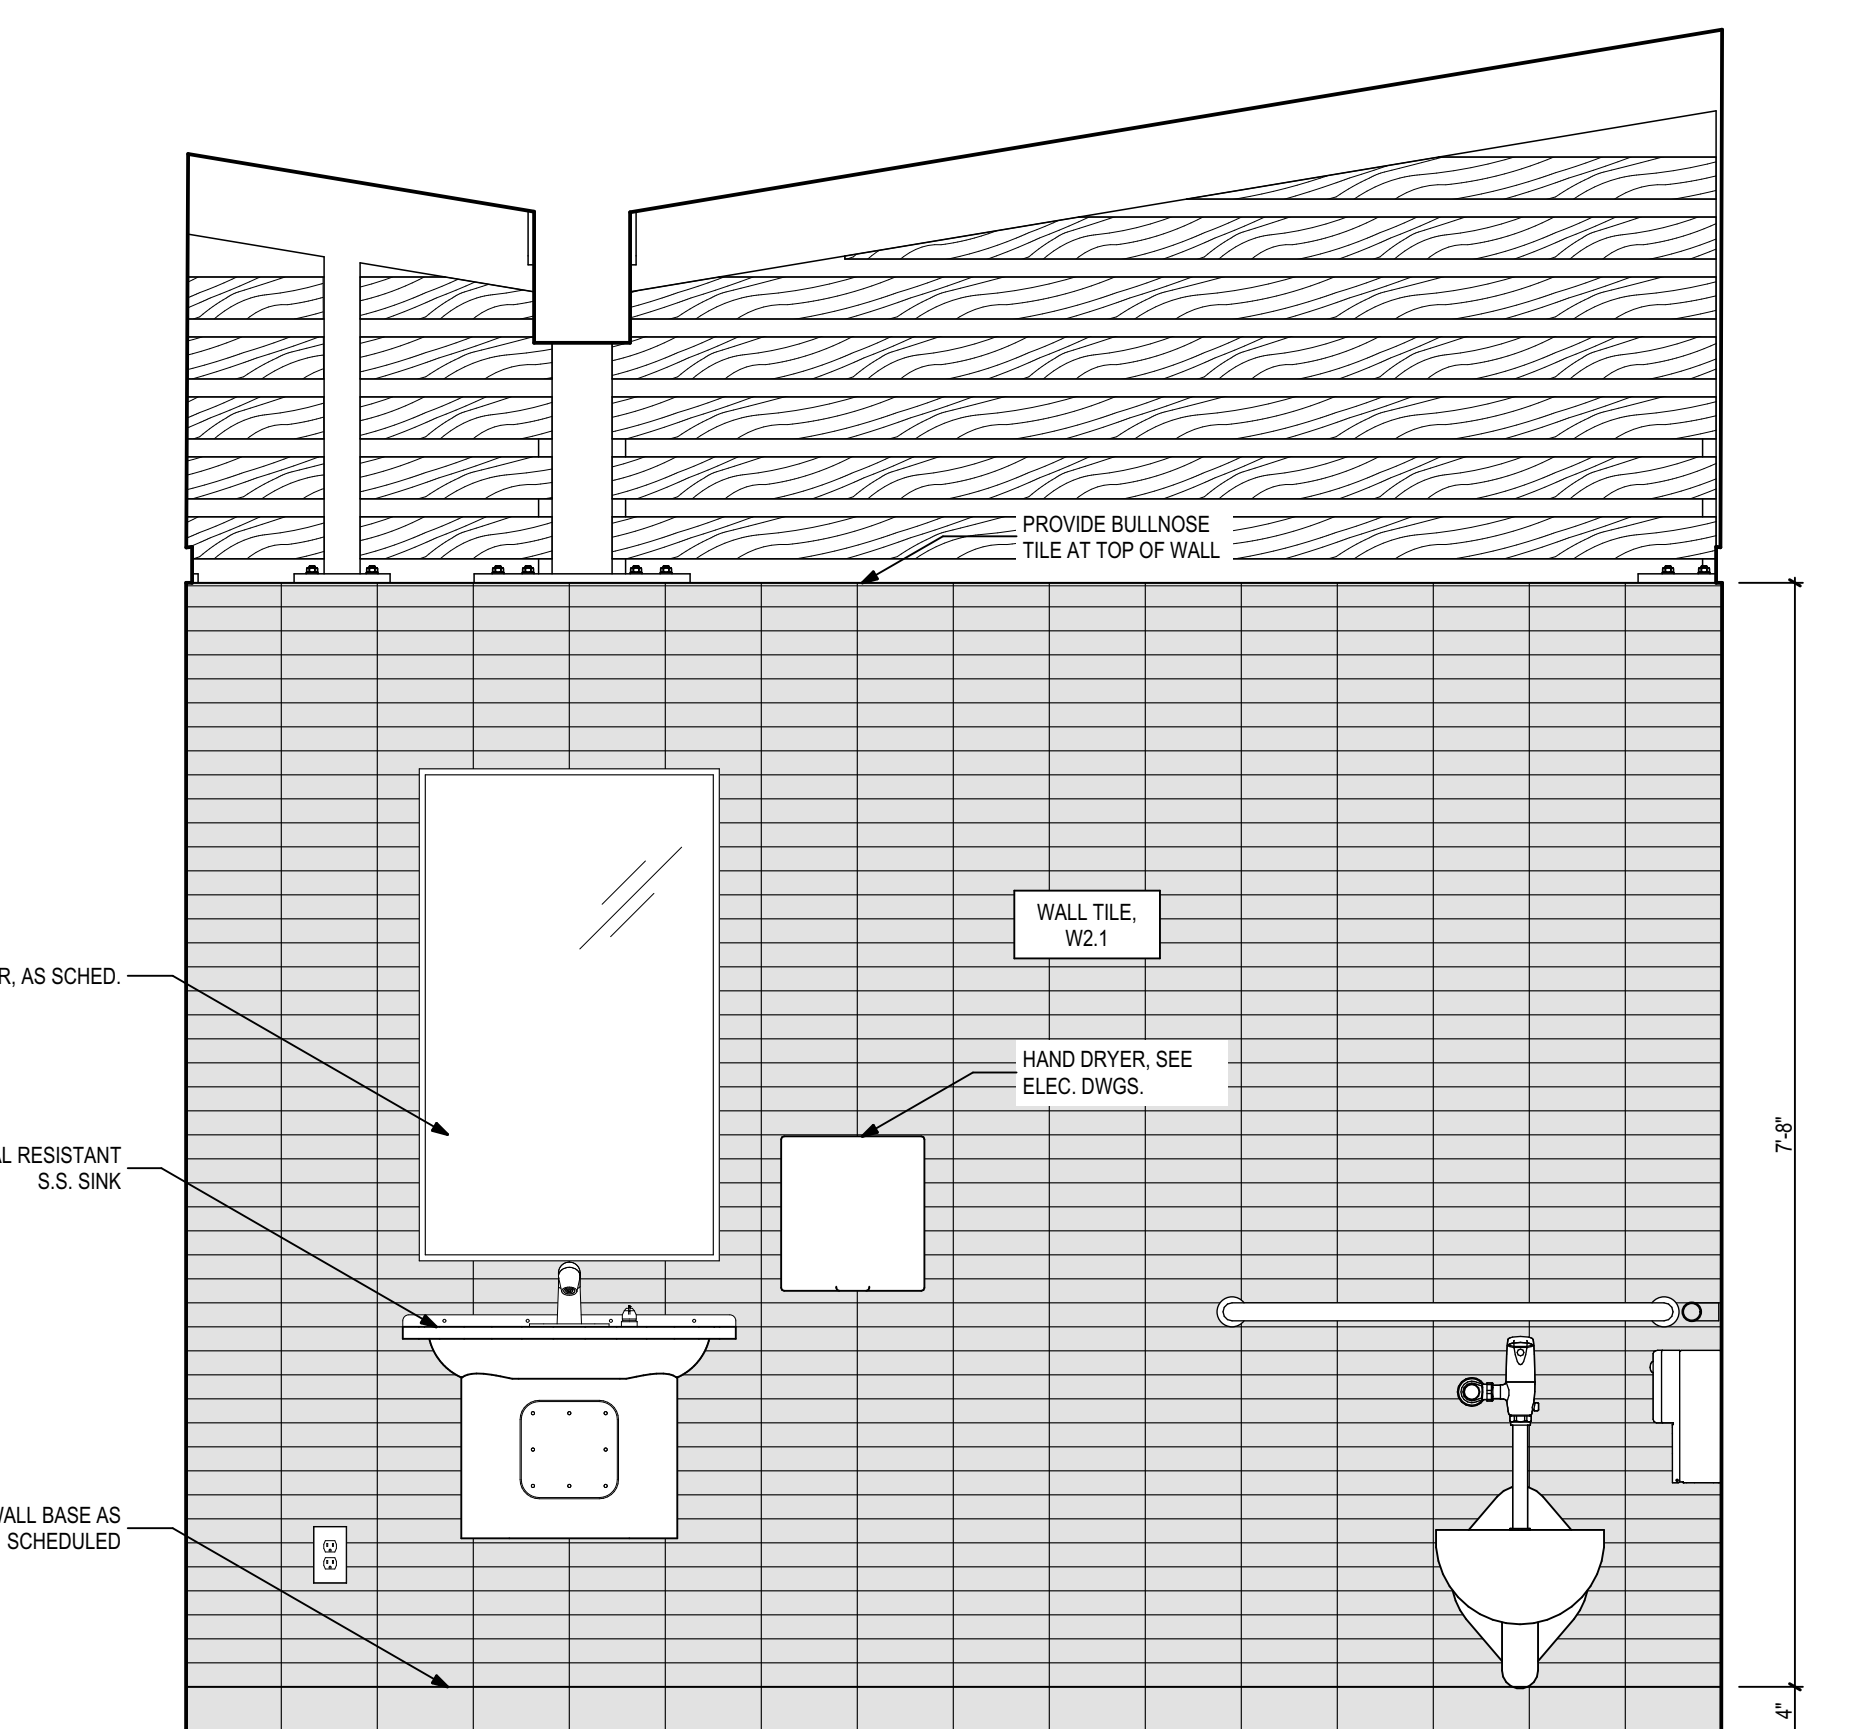 PROVIDE BULLNOSE
TILE AT TOP OF WALL
WALL TILE,
W2.1
R, AS SCHED.
HAND DRYER, SEE
ELEC. DWGS.
7'-8"
AL RESISTANT
S.S. SINK
WALL BASE AS
SCHEDULED
4"